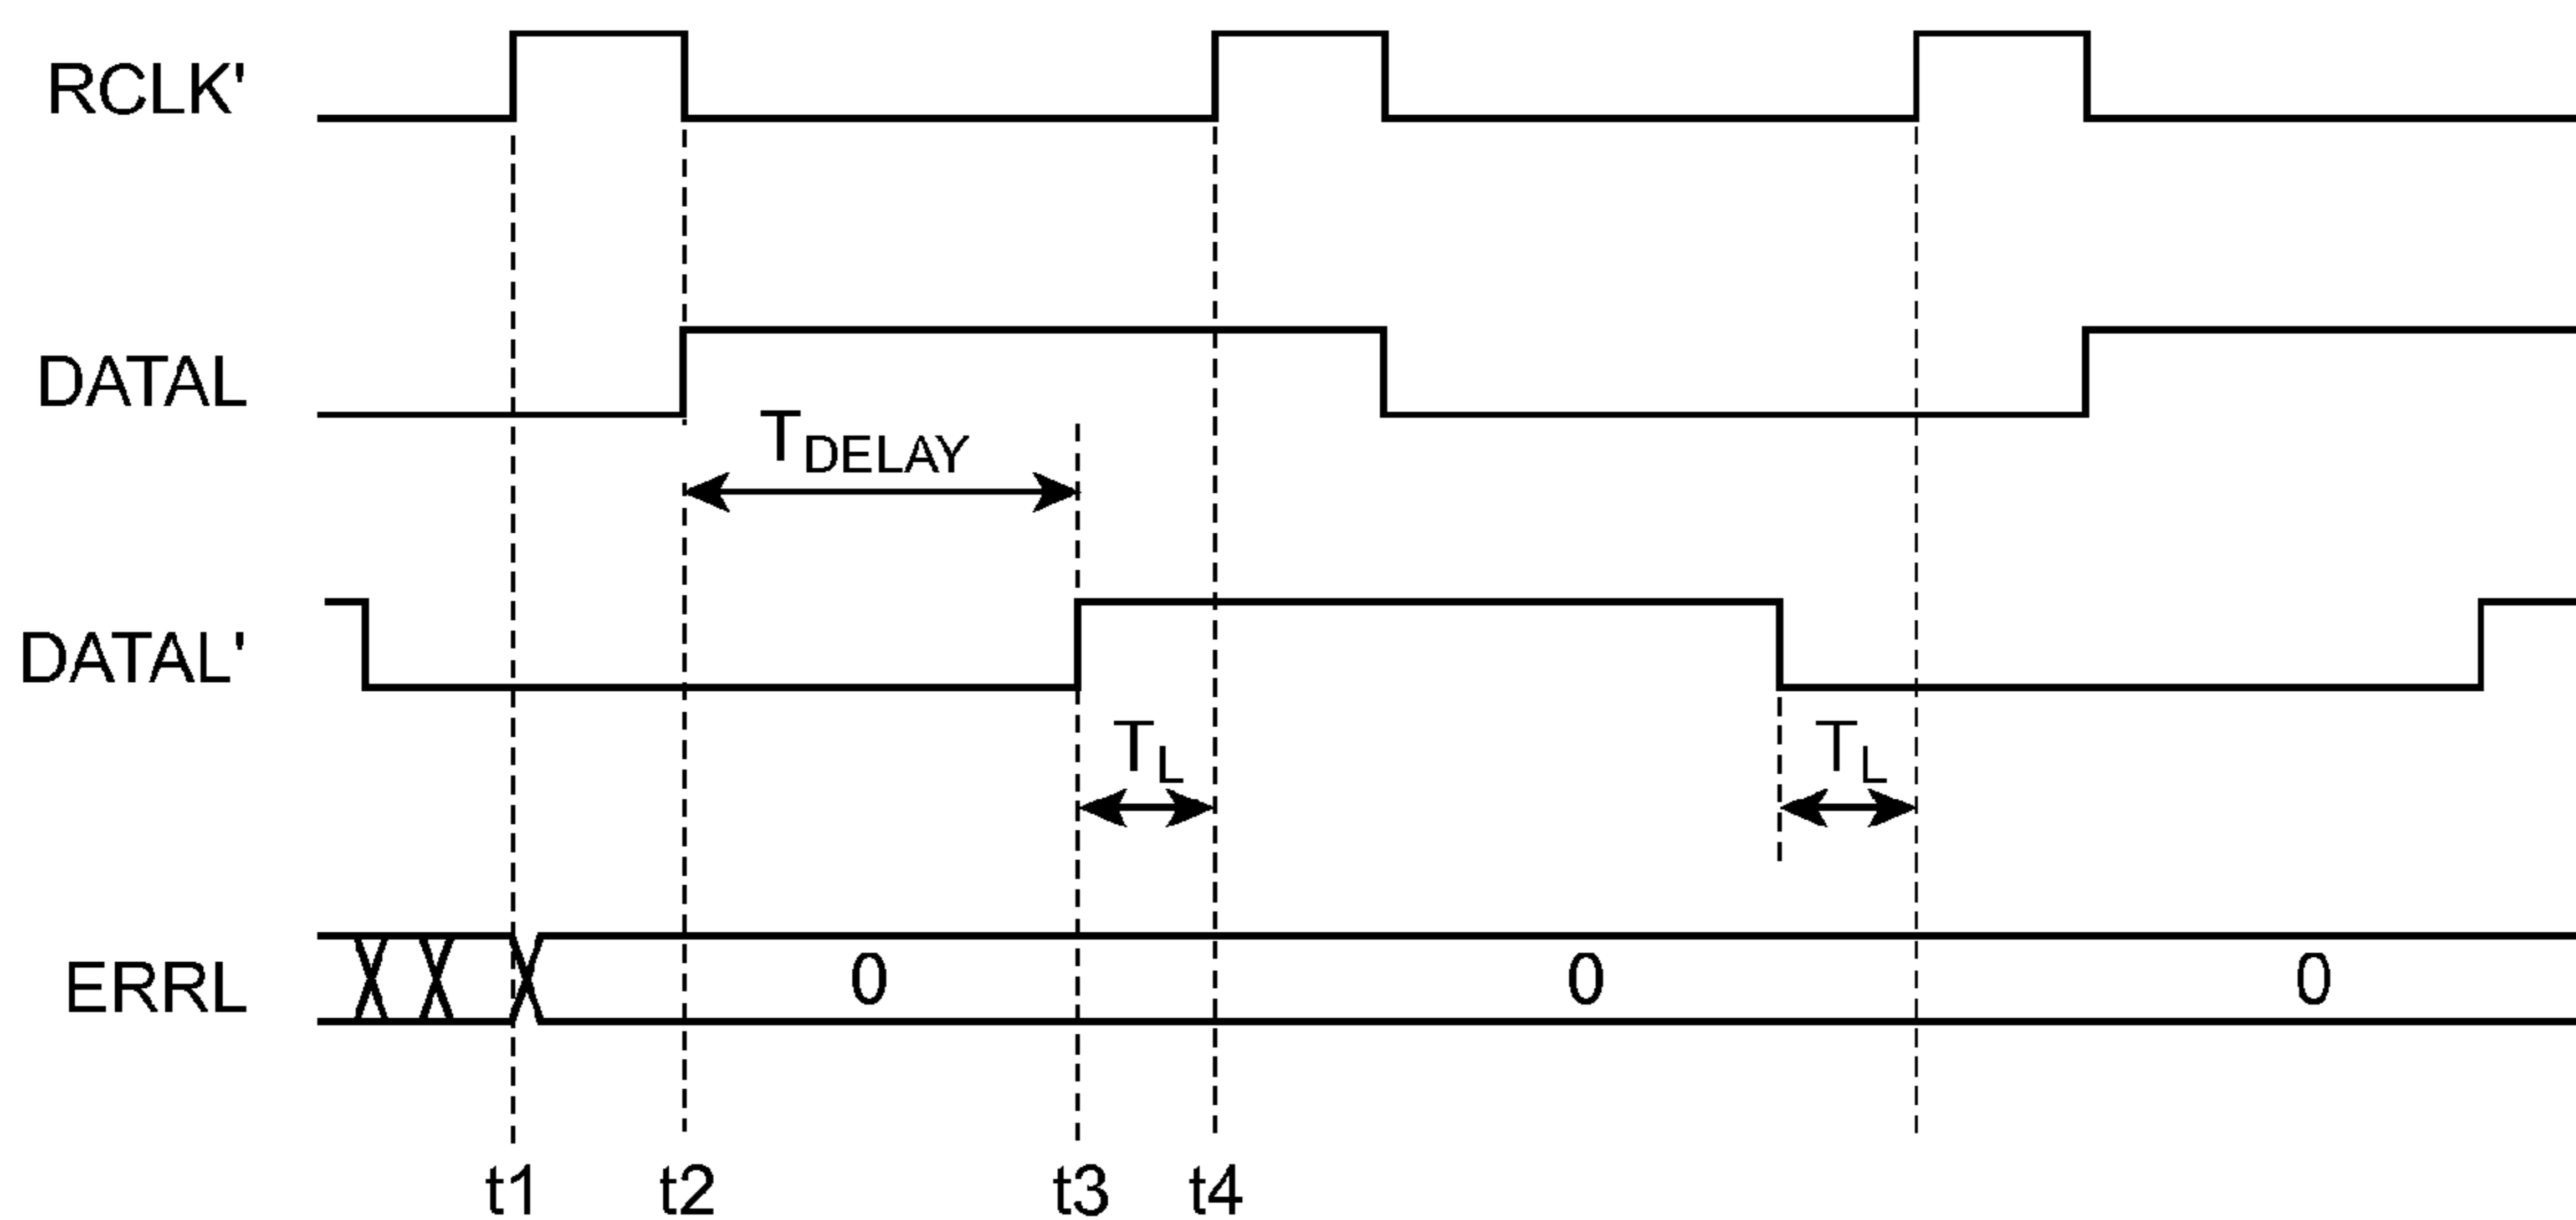 RCLK'
DATAL
TDELAY
DATAL'
TL TL
ERRL 0 0 0
t1 t2 t3 t4